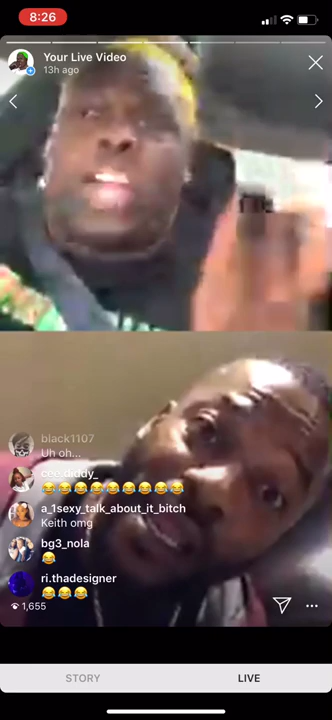 8:26
Your Live Video
13h ago
black1107
Uh oh...
cee.diddy_
😂😂😂😂😂😂😂😂😂
a_1sexy_talk_about_it_bitch
Keith omg
bg3_nola
😂
ri.thadesigner
😂😂😂
1,655
STORY
LIVE